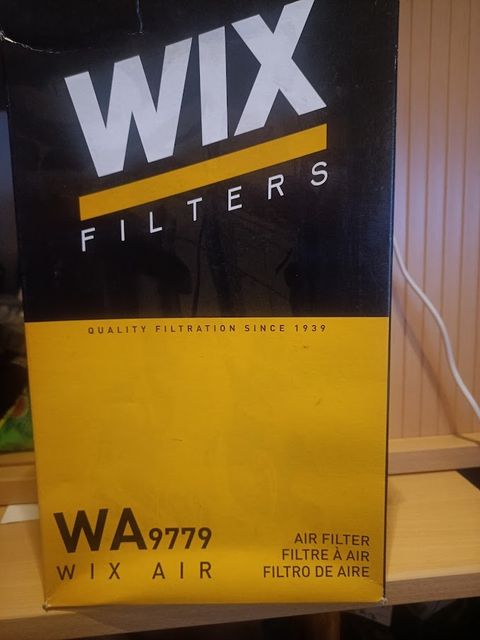 WIX
FILTERS
QUALITY FILTRATION SINCE 1939
WA9779
WIX AIR
AIR FILTER
FILTRE À AIR
FILTRO DE AIRE